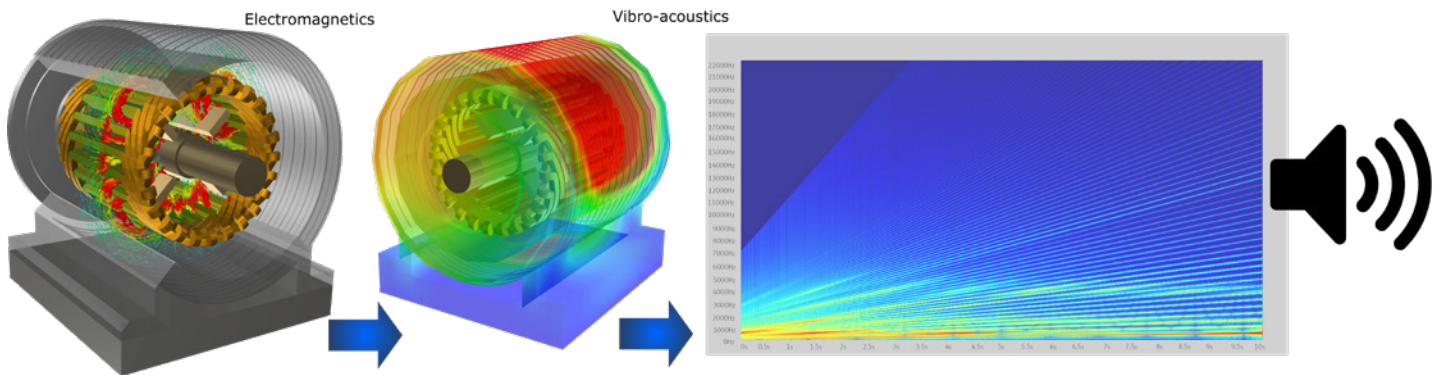 Electromagnetics
Vibro-acoustics
22000Hz
21000Hz
20000Hz
19000Hz
18000Hz
17000Hz
16000Hz
15000Hz
14000Hz
13000Hz
12000Hz
11000Hz
10000Hz
9000Hz
8000Hz
7000Hz
6000Hz
5000Hz
4000Hz
3000Hz
2000Hz
1000Hz
0Hz
0s 0.5s 1s 1.5s 2s 2.5s 3s 3.5s 4s 4.5s 5s 5.5s 6s 6.5s 7s 7.5s 8s 8.5s 9s 9.5s 10s